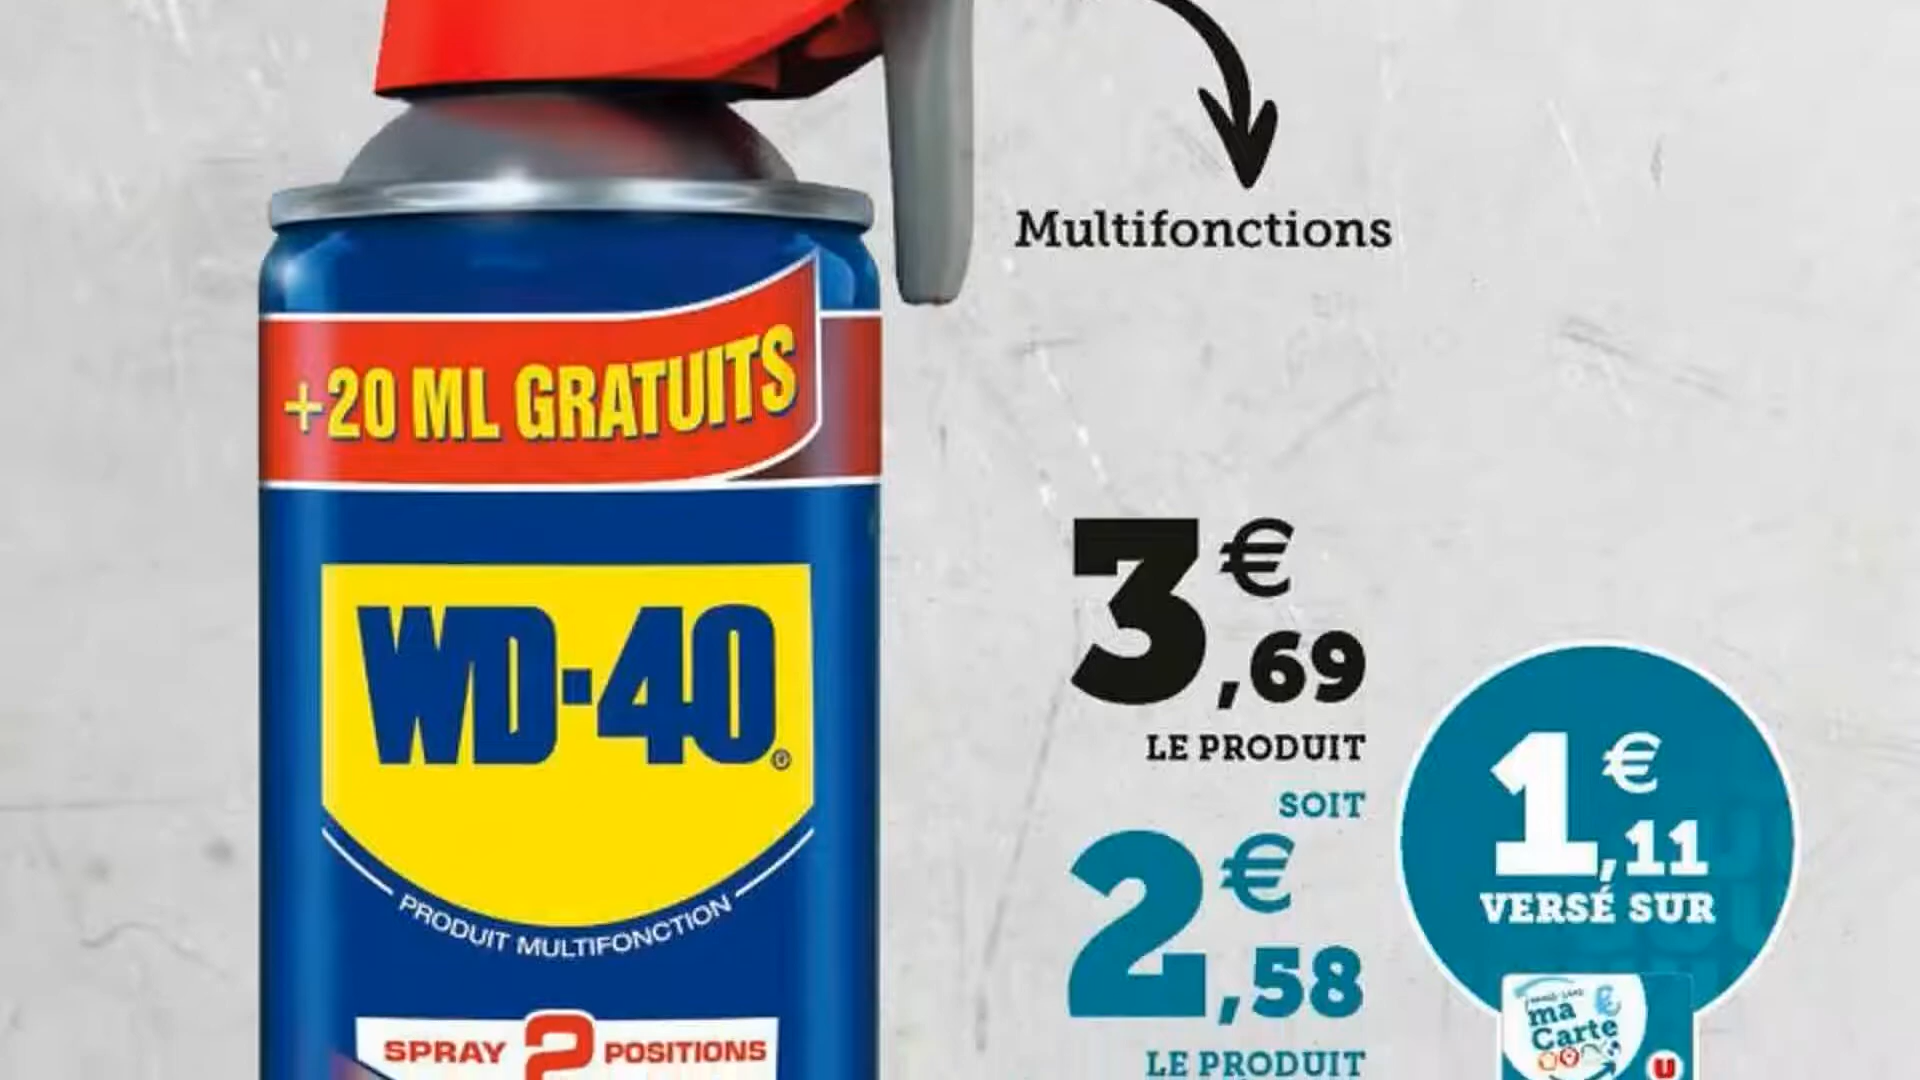 Multifonctions
+20 ML GRATUITS
WD-40®
PRODUIT MULTIFONCTION
SPRAY 2 POSITIONS
3€,69
LE PRODUIT
SOIT
2€,58
LE PRODUIT
1€,11
VERSÉ SUR
ma
Carte
U